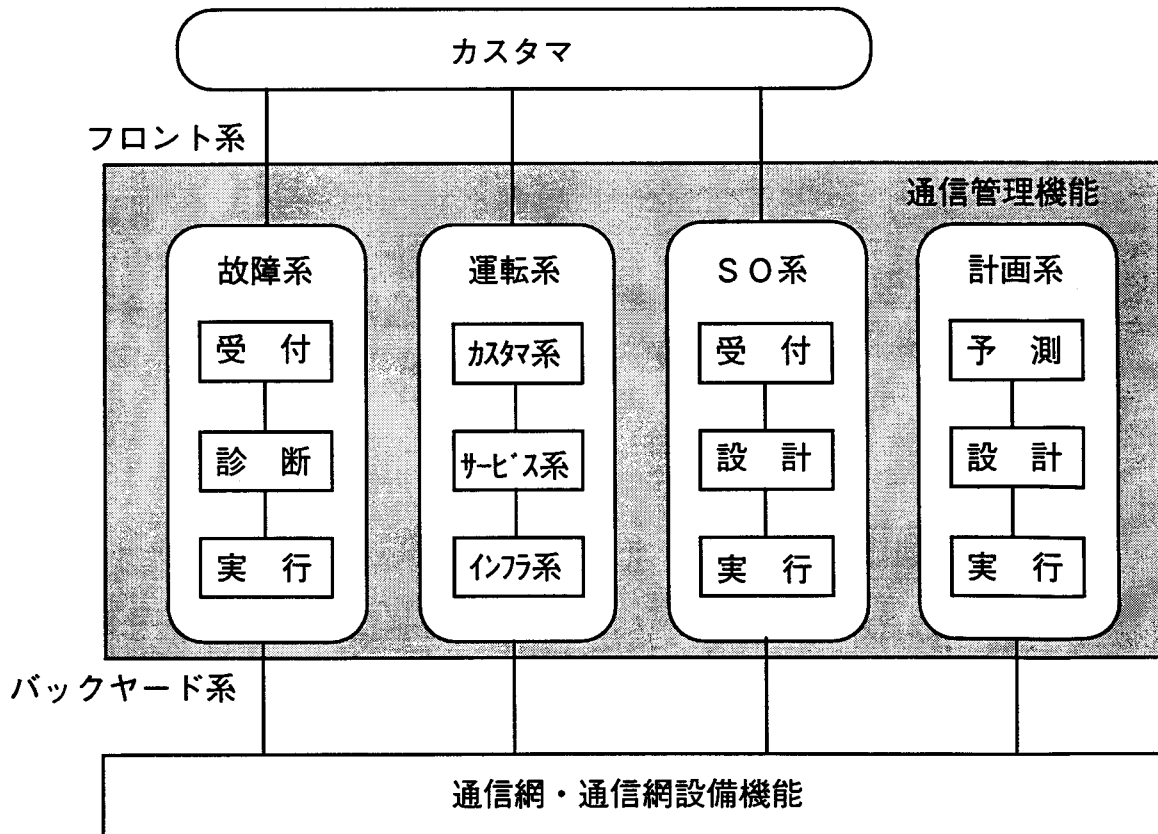 カスタマ
フロント系
通信管理機能
故障系
受付
診断
実行
運転系
カスタマ系
サービス系
インフラ系
ＳＯ系
受付
設計
実行
計画系
予測
設計
実行
バックヤード系
通信網・通信網設備機能